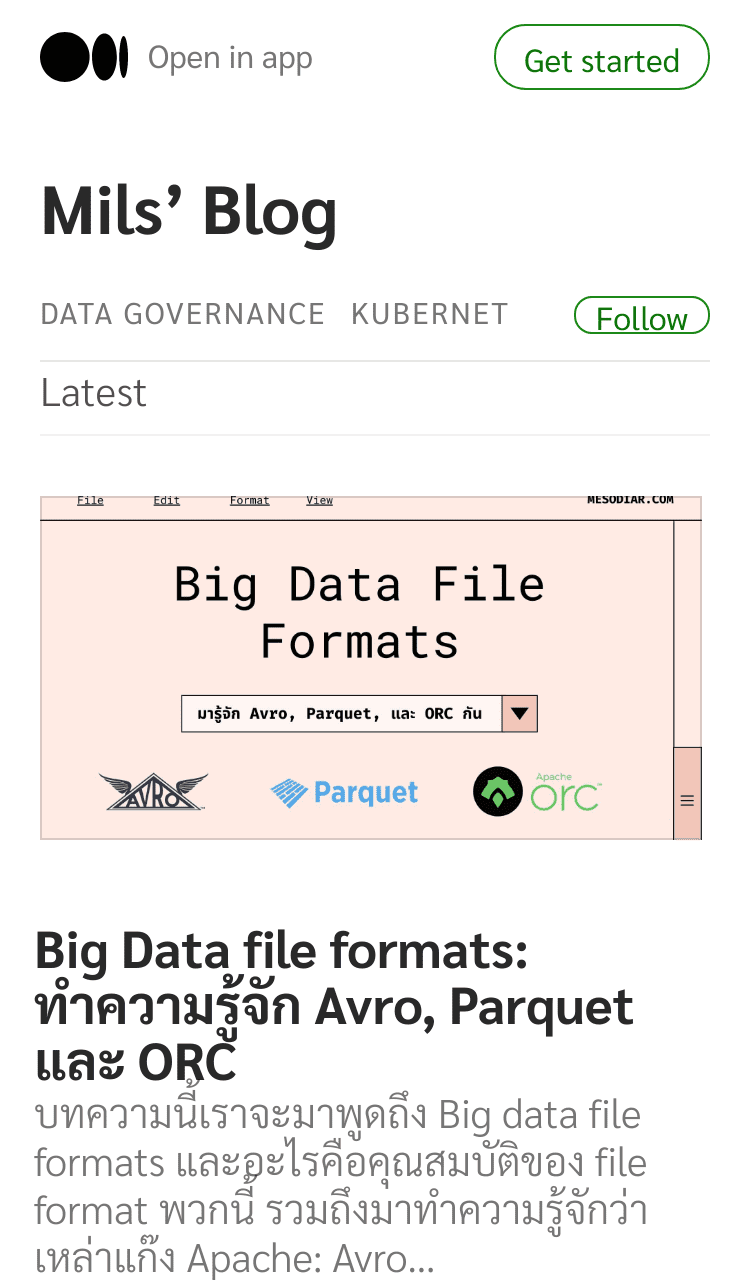 Open in app
Get started
Mils’ Blog
DATA GOVERNANCE KUBERNET
Follow
Latest
File Edit Format View MESODIAR.COM
Big Data File
Formats
มารู้จัก Avro, Parquet, และ ORC กัน
AVRO
Parquet
Apache
orc
Big Data file formats:
ทำความรู้จัก Avro, Parquet
และ ORC
บทความนี้เราจะมาพูดถึง Big data file
formats และอะไรคือคุณสมบัติของ file
format พวกนี้ รวมถึงมาทำความรู้จักว่า
เหล่าแก๊ง Apache: Avro…